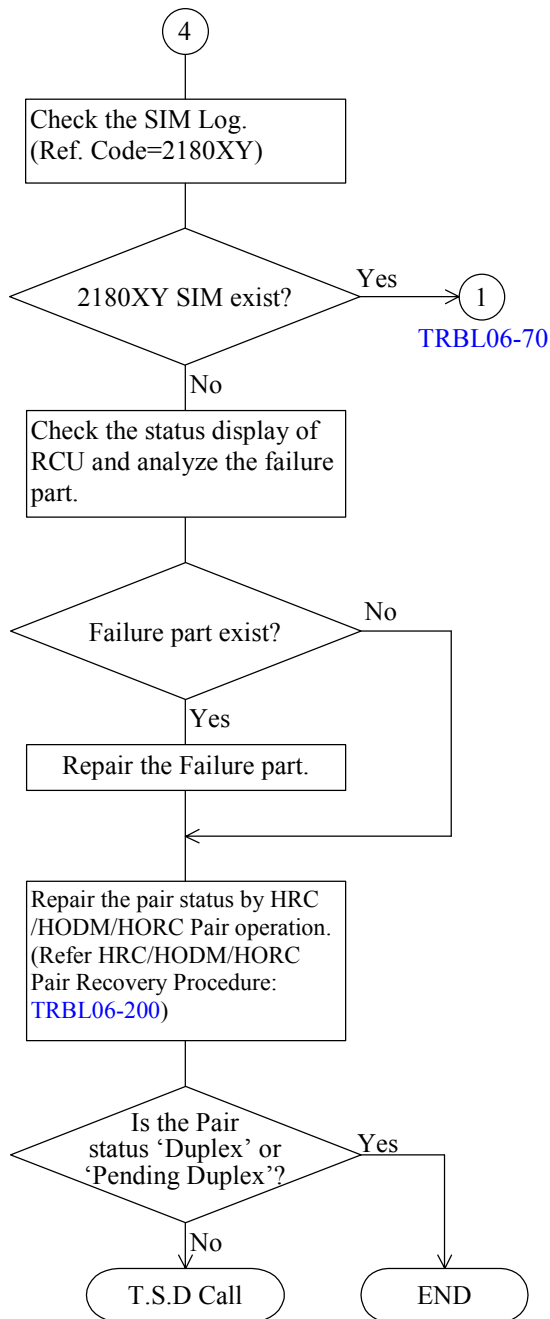 4
Check the SIM Log.
(Ref. Code=2180XY)
2180XY SIM exist?
Yes
1
TRBL06-70
No
Check the status display of
RCU and analyze the failure
part.
Failure part exist?
No
Yes
Repair the Failure part.
Repair the pair status by HRC
/HODM/HORC Pair operation.
(Refer HRC/HODM/HORC
Pair Recovery Procedure:
TRBL06-200)
Is the Pair
status ‘Duplex’ or
‘Pending Duplex’?
Yes
No
T.S.D Call
END